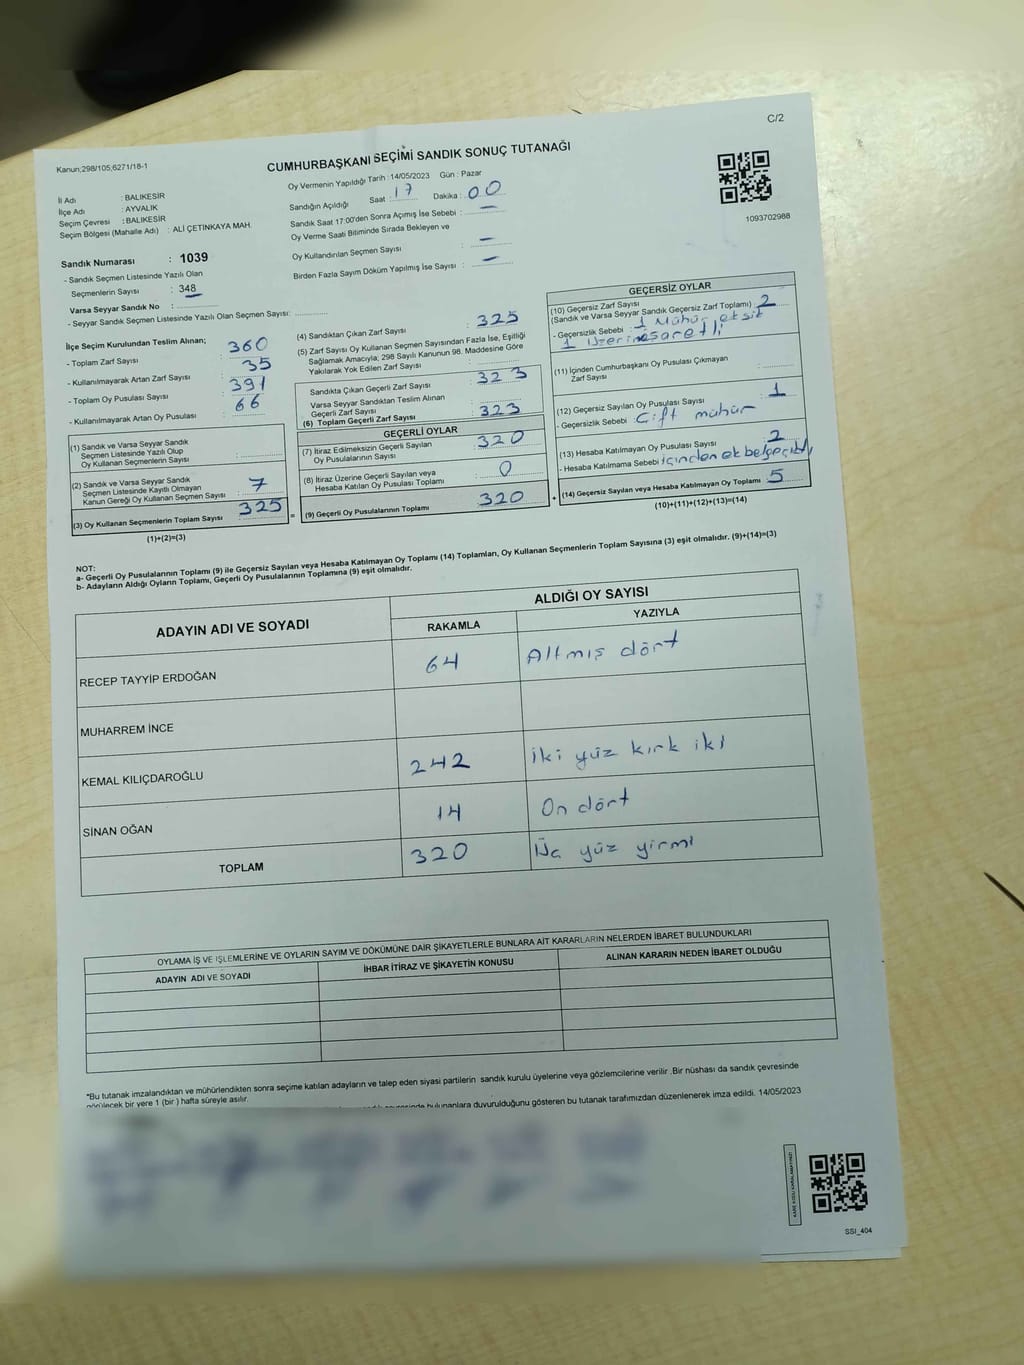 C/2
Kanun;298/105;6271/18-1
CUMHURBAŞKANI SEÇİMİ SANDIK SONUÇ TUTANAĞI
Oy Vermenin Yapıldığı Tarih : 14/05/2023 Gün : Pazar
Sandığın Açıldığı Saat : 17 Dakika : 00
Sandık Saat 17:00'den Sonra Açımış İse Sebebi : —
Oy Verme Saati Bitiminde Sırada Bekleyen ve
Oy Kullandırılan Seçmen Sayısı : —
Birden Fazla Sayım Döküm Yapılmış İse Sayısı : —
1093702988
İl Adı : BALIKESİR
İlçe Adı : AYVALIK
Seçim Çevresi : BALIKESİR
Seçim Bölgesi (Mahalle Adı) : ALİ ÇETİNKAYA MAH.
Sandık Numarası : 1039
- Sandık Seçmen Listesinde Yazılı Olan
Seçmenlerin Sayısı : 348
Varsa Seyyar Sandık No :
- Seyyar Sandık Seçmen Listesinde Yazılı Olan Seçmen Sayısı:
İlçe Seçim Kurulundan Teslim Alınan;
- Toplam Zarf Sayısı : 360
- Kullanılmayarak Artan Zarf Sayısı : 35
- Toplam Oy Pusulası Sayısı : 391
- Kullanılmayarak Artan Oy Pusulası : 66
(1) Sandık ve Varsa Seyyar Sandık
Seçmen Listesinde Yazılı Olup
Oy Kullanan Seçmenlerin Sayısı :
(2) Sandık ve Varsa Seyyar Sandık
Seçmen Listesinde Kayıtlı Olmayan
Kanun Gereği Oy Kullanan Seçmen Sayısı : 7
(3) Oy Kullanan Seçmenlerin Toplam Sayısı : 325
(1)+(2)=(3)
=
(4) Sandıktan Çıkan Zarf Sayısı : 325
(5) Zarf Sayısı Oy Kullanan Seçmen Sayısından Fazla İse, Eşitliği
Sağlamak Amacıyla; 298 Sayılı Kanunun 98. Maddesine Göre
Yakılarak Yok Edilen Zarf Sayısı :
Sandıkta Çıkan Geçerli Zarf Sayısı : 323
Varsa Seyyar Sandıktan Teslim Alınan
Geçerli Zarf Sayısı :
(6) Toplam Geçerli Zarf Sayısı : 323
GEÇERLİ OYLAR
(7) İtiraz Edilmeksizin Geçerli Sayılan
Oy Pusulalarının Sayısı : 320
(8) İtiraz Üzerine Geçerli Sayılan veya
Hesaba Katılan Oy Pusulası Toplamı : 0
(9) Geçerli Oy Pusulalarının Toplamı : 320
+
GEÇERSİZ OYLAR
(10) Geçersiz Zarf Sayısı
(Sandık ve Varsa Seyyar Sandık Geçersiz Zarf Toplamı) : 2
- Geçersizlik Sebebi : 1 Mühür eksik
1 Üzeri işaretli
(11) İçinden Cumhurbaşkanı Oy Pusulası Çıkmayan
Zarf Sayısı :
(12) Geçersiz Sayılan Oy Pusulası Sayısı : 1
- Geçersizlik Sebebi : Çift mühür
(13) Hesaba Katılmayan Oy Pusulası Sayısı : 2
- Hesaba Katılmama Sebebi : içinden ek belge
(14) Geçersiz Sayılan veya Hesaba Katılmayan Oy Toplamı : 5
(10)+(11)+(12)+(13)=(14)
NOT:
a- Geçerli Oy Pusulalarının Toplamı (9) ile Geçersiz Sayılan veya Hesaba Katılmayan Oy Toplamı (14) Toplamları, Oy Kullanan Seçmenlerin Toplam Sayısına (3) eşit olmalıdır. (9)+(14)=(3)
b- Adayların Aldığı Oyların Toplamı, Geçerli Oy Pusulalarının Toplamına (9) eşit olmalıdır.
ADAYIN ADI VE SOYADI ALDIĞI OY SAYISI
RAKAMLA YAZIYLA
RECEP TAYYİP ERDOĞAN 64 Altmış dört
MUHARREM İNCE
KEMAL KILIÇDAROĞLU 242 İki yüz kırk iki
SİNAN OĞAN 14 On dört
TOPLAM 320 Üç yüz yirmi
OYLAMA İŞ VE İŞLEMLERİNE VE OYLARIN SAYIM VE DÖKÜMÜNE DAİR ŞİKAYETLERLE BUNLARA AİT KARARLARIN NELERDEN İBARET BULUNDUKLARI
ADAYIN ADI VE SOYADI İHBAR İTİRAZ VE ŞİKAYETİN KONUSU ALINAN KARARIN NEDEN İBARET OLDUĞU
*Bu tutanak imzalandıktan ve mühürlendikten sonra seçime katılan adayların ve talep eden siyasi partilerin sandık kurulu üyelerine veya gözlemcilerine verilir .Bir nüshası da sandık çevresinde
görülecek bir yere 1 (bir ) hafta süreyle asılır.
bulunanlara duyurulduğunu gösteren bu tutanak tarafımızdan düzenlenerek imza edildi. 14/05/2023
SSI_404